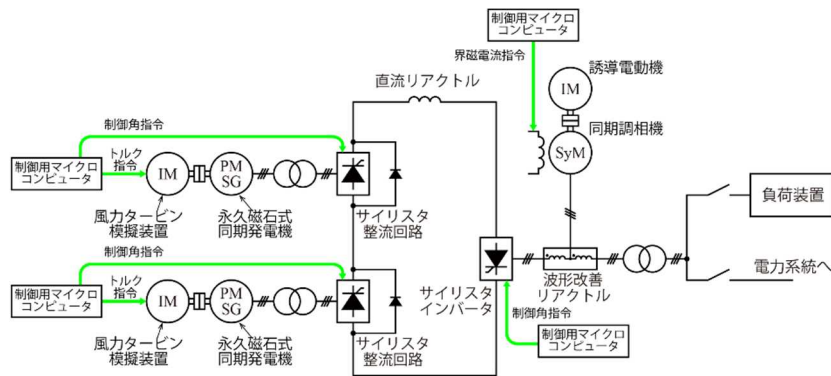 制御用マイクロ
コンピュータ
界磁電流指令
誘導電動機
IM
直流リアクトル
同期調相機
SyM
制御角指令
制御用マイクロ
コンピュータ
トルク
指令
IM
PM
SG
風力タービン
模擬装置
永久磁石式
同期発電機
サイリスタ
整流回路
負荷装置
制御角指令
制御用マイクロ
コンピュータ
トルク
指令
IM
PM
SG
風力タービン
模擬装置
永久磁石式
同期発電機
サイリスタ
整流回路
サイリスタ
インバータ
波形改善
リアクトル
電力系統へ
制御角指令
制御用マイクロ
コンピュータ